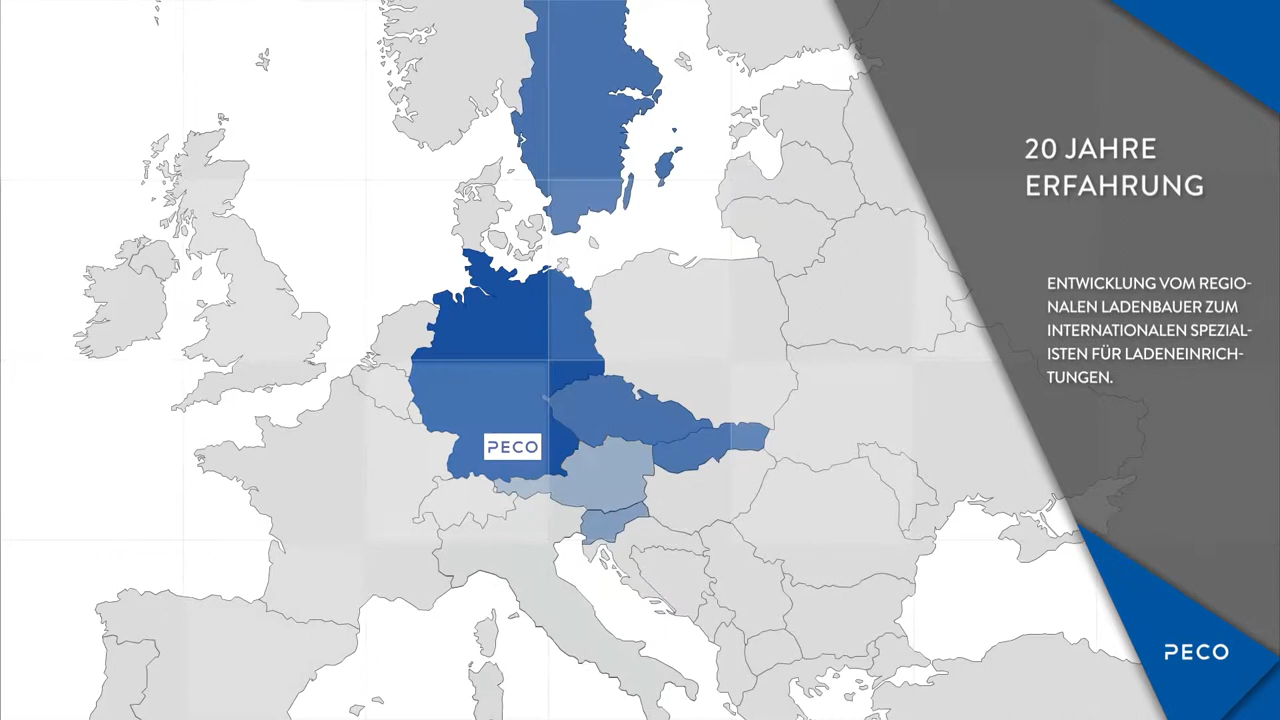 20 JAHRE
ERFAHRUNG
ENTWICKLUNG VOM REGIO-
NALEN LADENBAUER ZUM
INTERNATIONALEN SPEZIAL-
ISTEN FÜR LADENEINRICH-
TUNGEN.
PECO
PECO